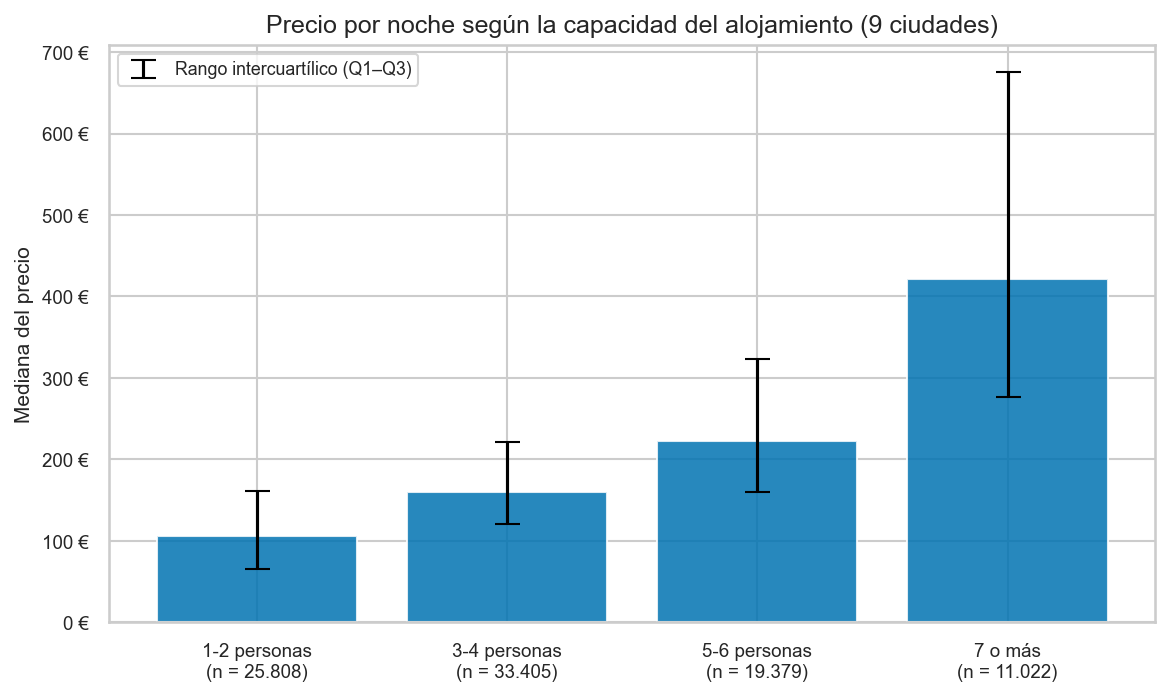 Precio por noche según la capacidad del alojamiento (9 ciudades)
Rango intercuartílico (Q1–Q3)
Mediana del precio
700 €
600 €
500 €
400 €
300 €
200 €
100 €
0 €
1-2 personas
(n = 25.808)
3-4 personas
(n = 33.405)
5-6 personas
(n = 19.379)
7 o más
(n = 11.022)